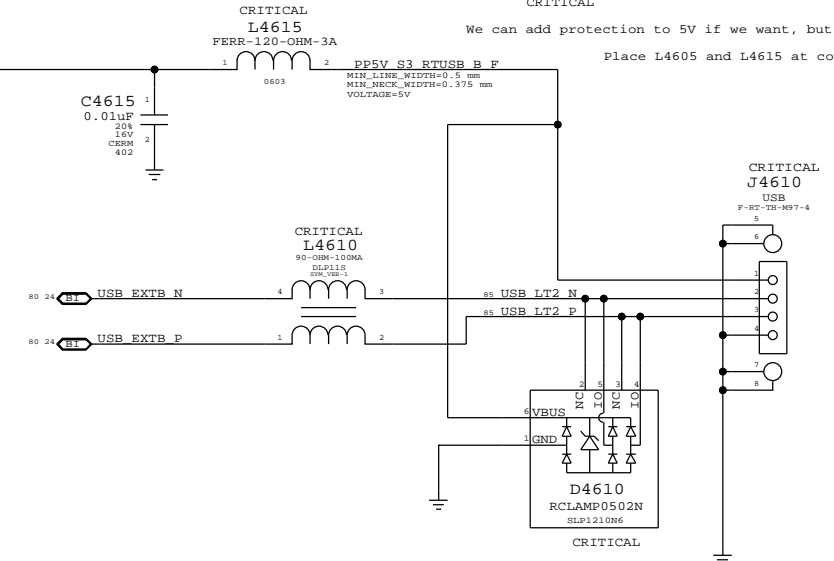 CRITICAL
We can add protection to 5V if we want, but
Place L4605 and L4615 at co
CRITICAL
L4615
FERR-120-OHM-3A
1
2
0603
PP5V_S3_RTUSB_B_F
MIN_LINE_WIDTH=0.5 mm
MIN_NECK_WIDTH=0.375 mm
VOLTAGE=5V
C4615
0.01uF
20%
16V
CERM
402
1
2
CRITICAL
J4610
USB
F-RT-TH-M97-4
5
6
1
2
3
4
7
8
CRITICAL
L4610
90-OHM-100MA
DLP11S
SYM_VER-1
80 24 BI USB_EXTB_N
4
3
85 USB_LT2_N
80 24 BI USB_EXTB_P
1
2
85 USB_LT2_P
2 5 3 4
NC IO NC IO
6 VBUS
1 GND
D4610
RCLAMP0502N
SLP1210N6
CRITICAL